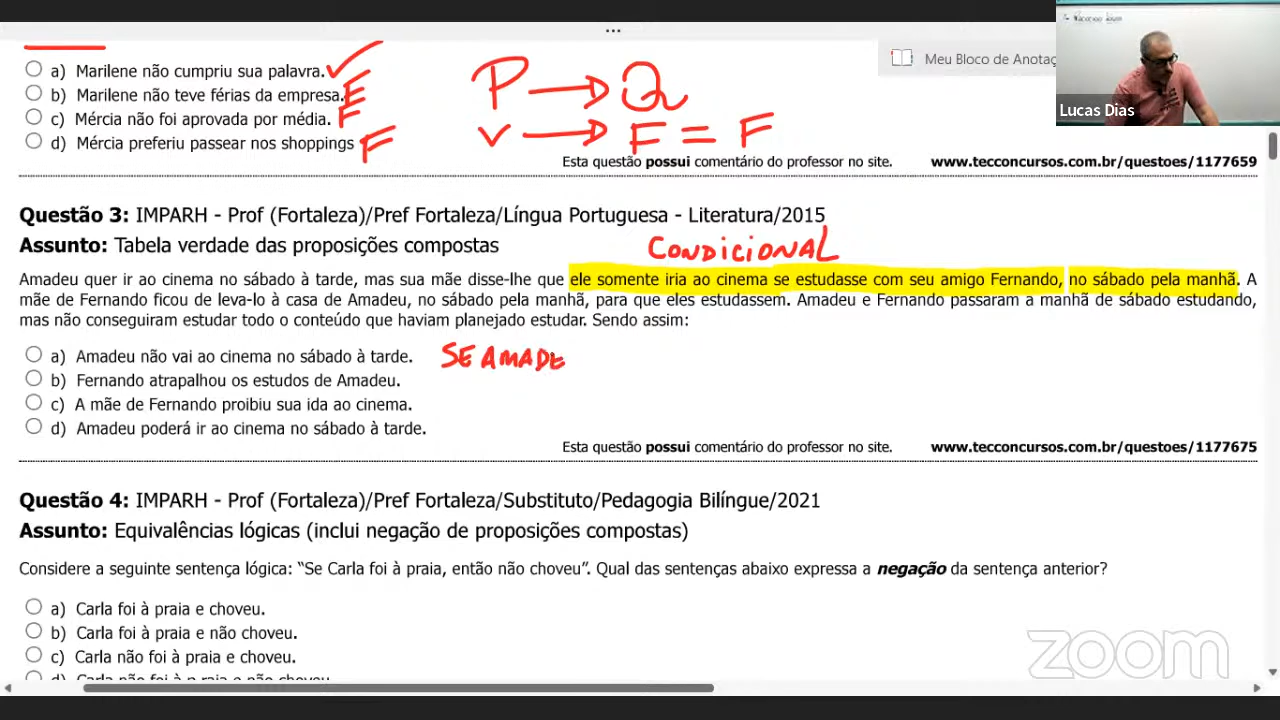 ...
Meu Bloco de Anotaç
Lucas Dias
a) Marilene não cumpriu sua palavra.
b) Marilene não teve férias da empresa. F
c) Mércia não foi aprovada por média. F
d) Mércia preferiu passear nos shoppings F
P → Q
V → F = F
Esta questão possui comentário do professor no site. www.tecconcursos.com.br/questoes/1177659
Questão 3: IMPARH - Prof (Fortaleza)/Pref Fortaleza/Língua Portuguesa - Literatura/2015
Assunto: Tabela verdade das proposições compostas
CONDICIONAL
Amadeu quer ir ao cinema no sábado à tarde, mas sua mãe disse-lhe que ele somente iria ao cinema se estudasse com seu amigo Fernando, no sábado pela manhã. A
mãe de Fernando ficou de leva-lo à casa de Amadeu, no sábado pela manhã, para que eles estudassem. Amadeu e Fernando passaram a manhã de sábado estudando,
mas não conseguiram estudar todo o conteúdo que haviam planejado estudar. Sendo assim:
a) Amadeu não vai ao cinema no sábado à tarde. SE AMADE
b) Fernando atrapalhou os estudos de Amadeu.
c) A mãe de Fernando proibiu sua ida ao cinema.
d) Amadeu poderá ir ao cinema no sábado à tarde.
Esta questão possui comentário do professor no site. www.tecconcursos.com.br/questoes/1177675
Questão 4: IMPARH - Prof (Fortaleza)/Pref Fortaleza/Substituto/Pedagogia Bilíngue/2021
Assunto: Equivalências lógicas (inclui negação de proposições compostas)
Considere a seguinte sentença lógica: “Se Carla foi à praia, então não choveu”. Qual das sentenças abaixo expressa a negação da sentença anterior?
a) Carla foi à praia e choveu.
b) Carla foi à praia e não choveu.
c) Carla não foi à praia e choveu.
d) Carla não foi à praia e não choveu
zoom